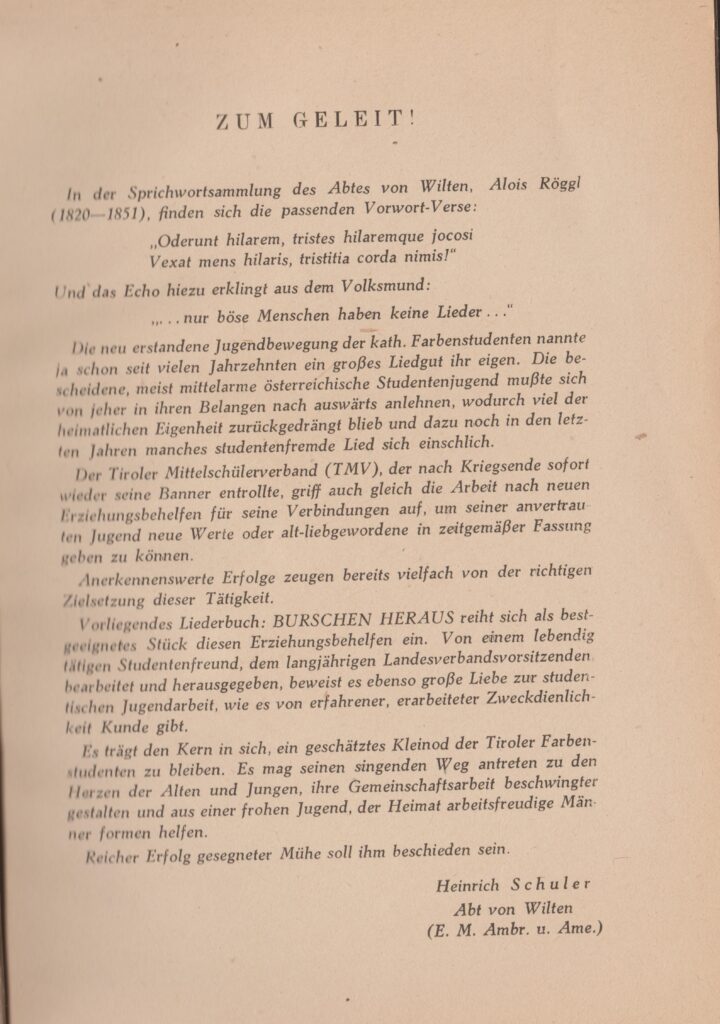 ZUM GELEIT!
In der Sprichwortsammlung des Abtes von Wilten, Alois Röggl
(1820—1851), finden sich die passenden Vorwort-Verse:
„Oderunt hilarem, tristes hilaremque jocosi
Vexat mens hilaris, tristitia corda nimis!“
Und das Echo hiezu erklingt aus dem Volksmund:
„... nur böse Menschen haben keine Lieder ...“
Die neu erstandene Jugendbewegung der kath. Farbenstudenten nannte
ja schon seit vielen Jahrzehnten ein großes Liedgut ihr eigen. Die be-
scheidene, meist mittelarme österreichische Studentenjugend mußte sich
von jeher in ihren Belangen nach auswärts anlehnen, wodurch viel der
heimatlichen Eigenheit zurückgedrängt blieb und dazu noch in den letz-
ten Jahren manches studentenfremde Lied sich einschlich.
Der Tiroler Mittelschülerverband (TMV), der nach Kriegsende sofort
wieder seine Banner entrollte, griff auch gleich die Arbeit nach neuen
Erziehungsbehelfen für seine Verbindungen auf, um seiner anvertrau-
ten Jugend neue Werte oder alt-liebgewordene in zeitgemäßer Fassung
geben zu können.
Anerkennenswerte Erfolge zeugen bereits vielfach von der richtigen
Zielsetzung dieser Tätigkeit.
Vorliegendes Liederbuch: BURSCHEN HERAUS reiht sich als best-
geeignetes Stück diesen Erziehungsbehelfen ein. Von einem lebendig
tätigen Studentenfreund, dem langjährigen Landesverbandsvorsitzenden
bearbeitet und herausgegeben, beweist es ebenso große Liebe zur studen-
tischen Jugendarbeit, wie es von erfahrener, erarbeiteter Zweckdienlich-
keit Kunde gibt.
Es trägt den Kern in sich, ein geschätztes Kleinod der Tiroler Farben-
studenten zu bleiben. Es mag seinen singenden Weg antreten zu den
Herzen der Alten und Jungen, ihre Gemeinschaftsarbeit beschwingter
gestalten und aus einer frohen Jugend, der Heimat arbeitsfreudige Män-
ner formen helfen.
Reicher Erfolg gesegneter Mühe soll ihm beschieden sein.
Heinrich Schuler
Abt von Wilten
(E. M. Ambr. u. Ame.)